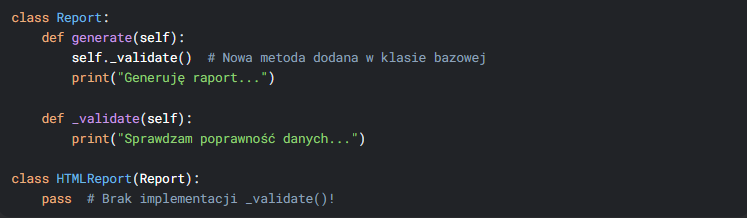 class Report:
    def generate(self):
        self._validate()  # Nowa metoda dodana w klasie bazowej
        print("Generuję raport...")

    def _validate(self):
        print("Sprawdzam poprawność danych...")

class HTMLReport(Report):
    pass  # Brak implementacji _validate()!